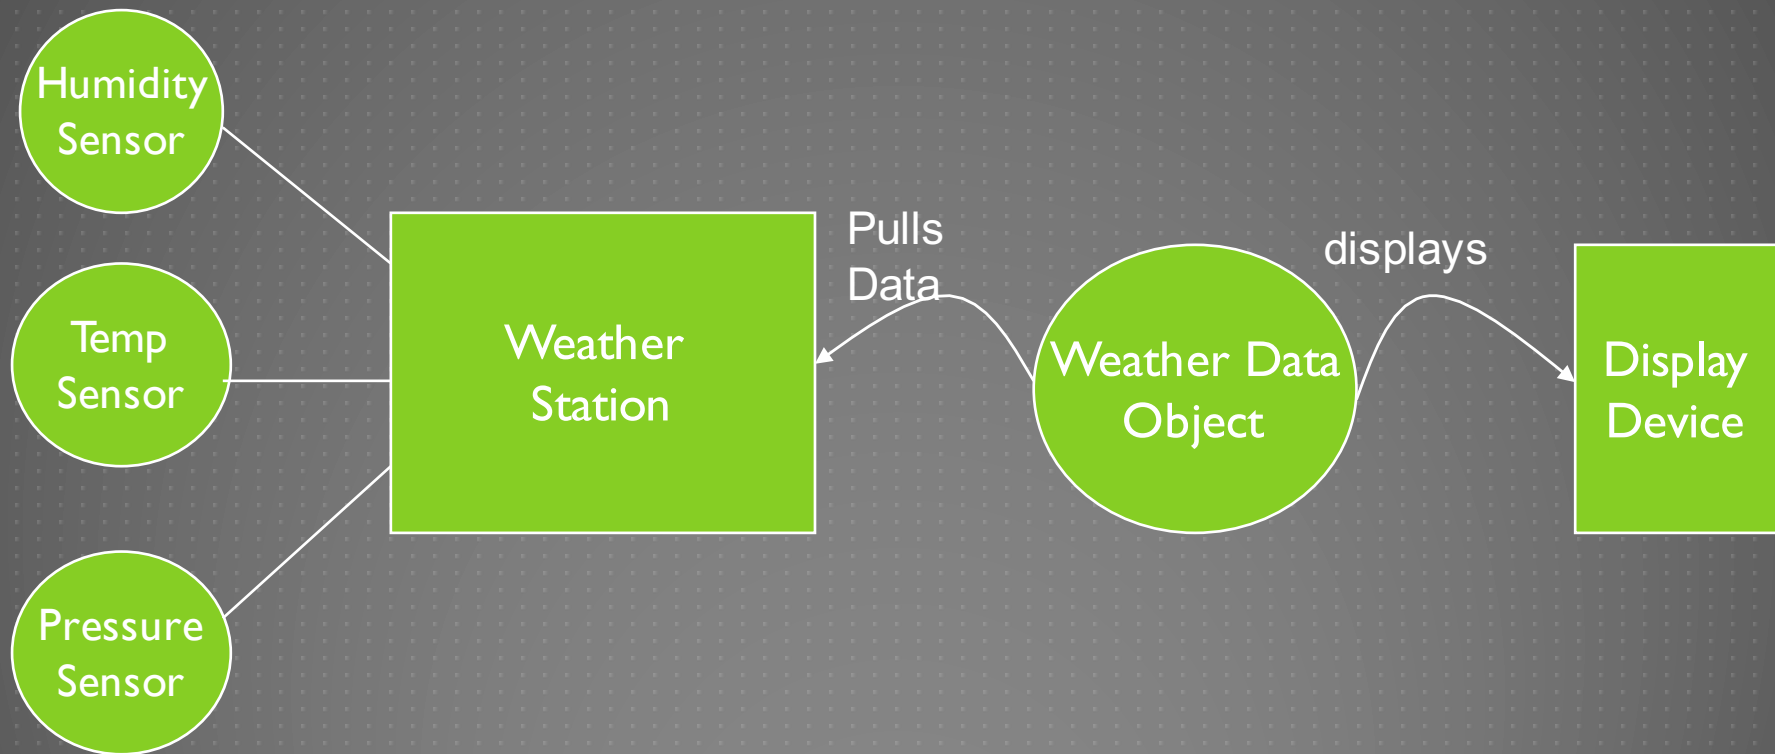 Humidity
Sensor
Temp
Sensor
Pressure
Sensor
Weather
Station
Pulls
Data
Weather Data
Object
displays
Display
Device